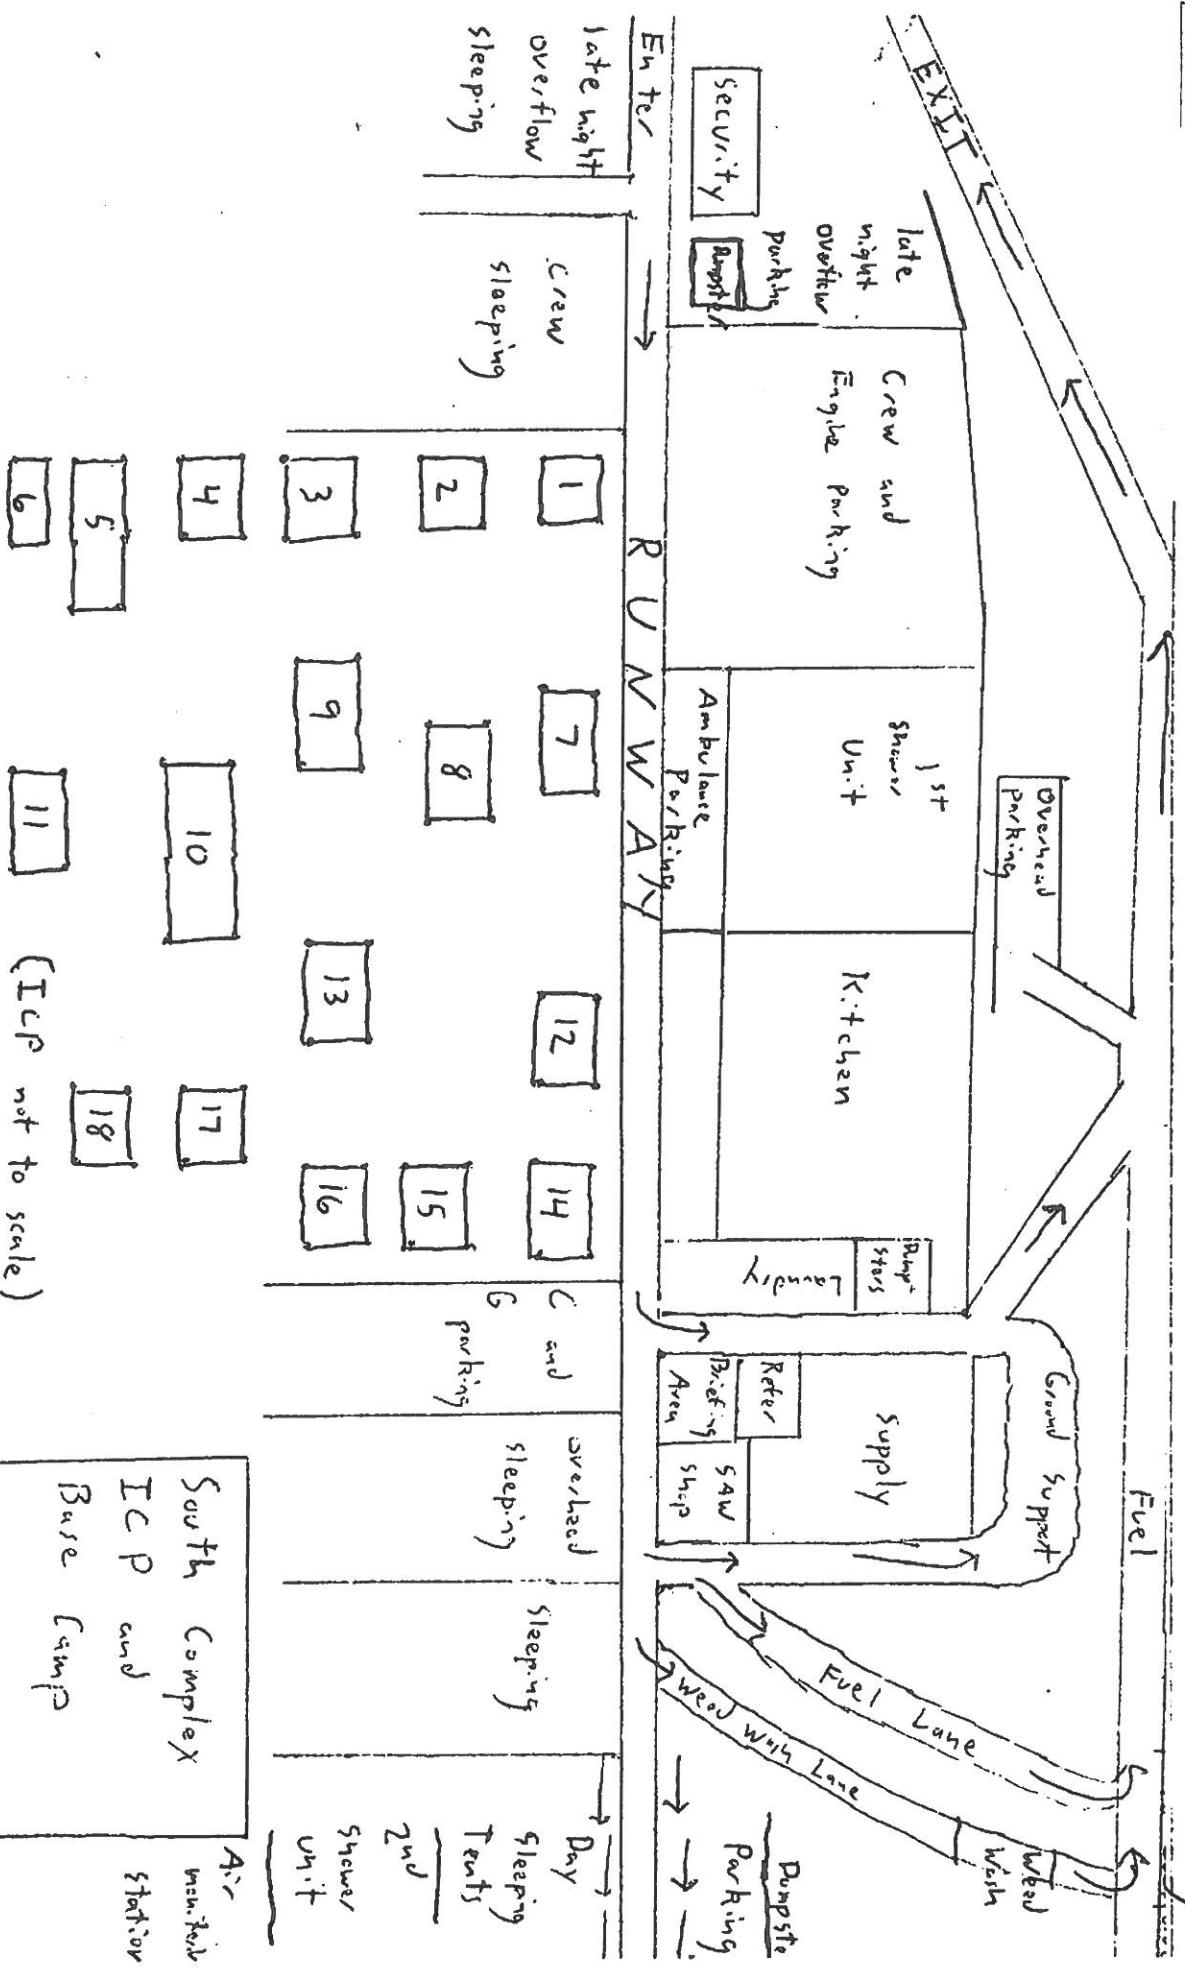 EXIT
Enter
Security
late
night
overflow
parking
Dumpster
late night
overflow
sleeping
Crew
sleeping
Crew and
Engine parking
RUNWAY
1st
shower
Unit
Ambulance
Parking
Overhead
parking
Kitchen
Dump-
sters
Laundry
Ground Support
Fuel
Refer
Briefing
Area
Supply
SAW
shop
Fuel Lane
Weed Wash Lane
Weed
Wash
1
2
3
4
5
6
7
8
9
10
11
12
13
14
15
16
17
18
(ICP not to scale)
C and
G
parking
overhead
sleeping
Sleeping
Day
Sleeping
Tents
2nd
shower
unit
Air
station
Dumpste
Parking
South Complex
ICP and
Base Camp